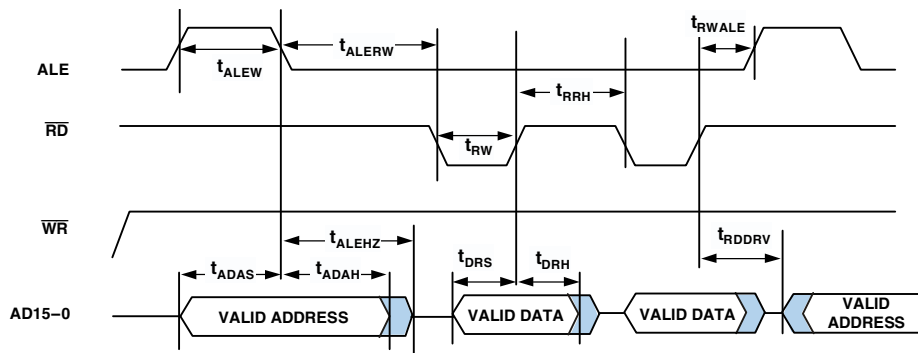 tRWALE
tALERW
ALE
tALEW
tRRH
RD
tRW
WR
tALEHZ
tRDDRV
tADAS
tADAH
tDRS
tDRH
AD15–0
VALID ADDRESS
VALID DATA
VALID DATA
VALID
ADDRESS